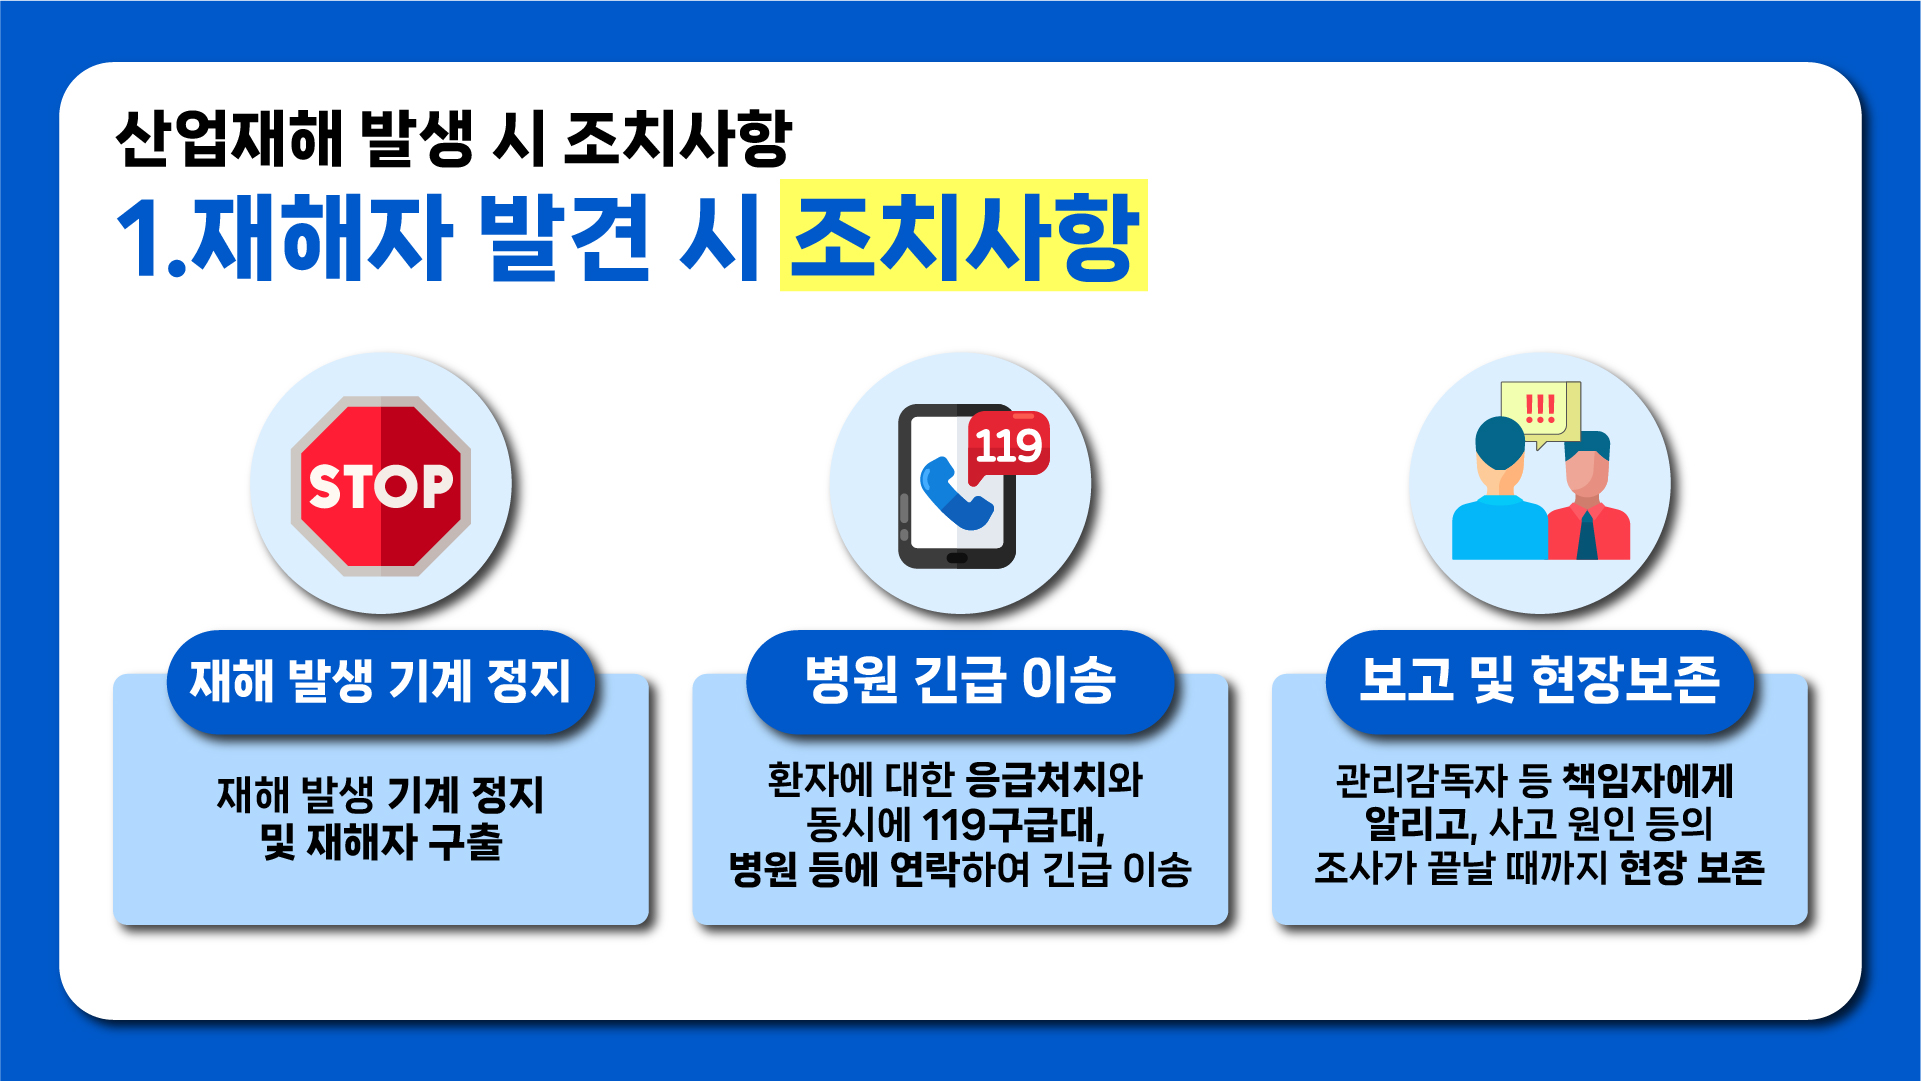 산업재해 발생 시 조치사항
1.재해자 발견 시 조치사항
STOP
119
!!!
재해 발생 기계 정지
재해 발생 기계 정지
및 재해자 구출
병원 긴급 이송
환자에 대한 응급처치와
동시에 119구급대,
병원 등에 연락하여 긴급 이송
보고 및 현장보존
관리감독자 등 책임자에게
알리고, 사고 원인 등의
조사가 끝날 때까지 현장 보존